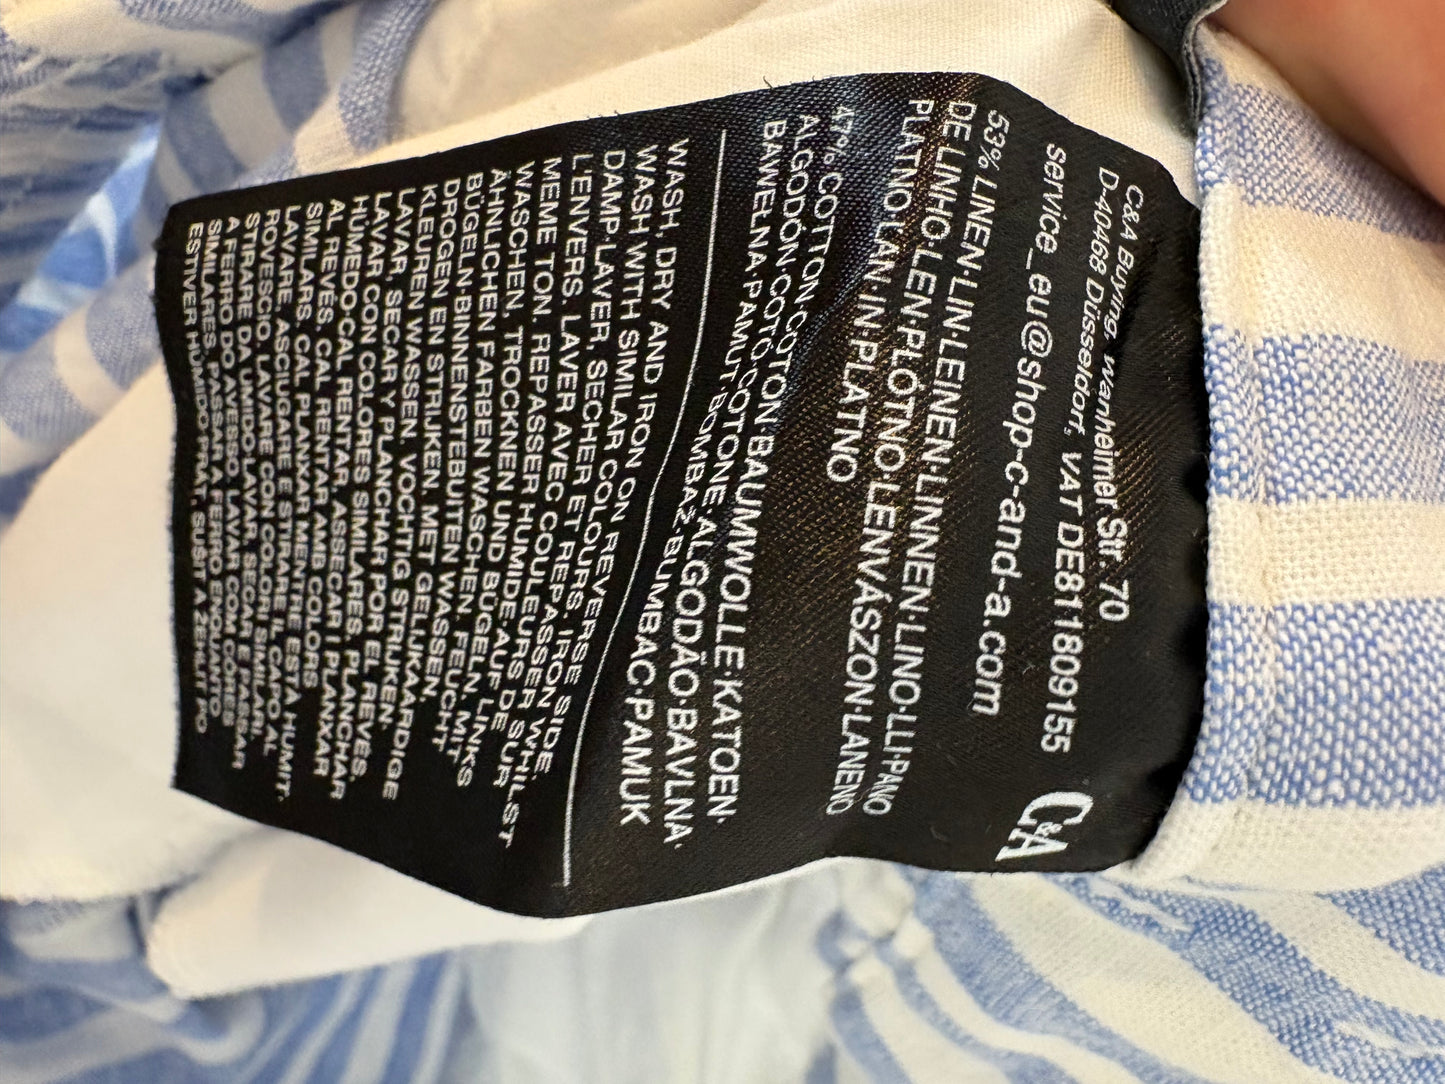 C&A
C&A Buying, Wanheimer Str. 70
D-40468 Düsseldorf, VAT DE811809155
service_eu@shop-c-and-a.com
53% LINEN·LIN·LEINEN·LINNEN·LINO·LLI·PANO
DE LINHO·LEN·PLÓTNO·LENVÁSZON·LANENO
PLATNO·LAN·IN·PLATNO
47% COTTON·COTON·BAUMWOLLE·KATOEN·
ALGODÓN·COTÓ·COTONE·ALGODÃO·BAVLNA·
BAWEŁNA·PAMUT·BOMBAŽ·BUMBAC·PAMUK
WASH, DRY AND IRON ON REVERSE SIDE.
WASH WITH SIMILAR COLOURS. IRON WHILST
DAMP·LAVER, SECHER ET REPASSER SUR
L'ENVERS. LAVER AVEC COULEURS DE
MEME TON. REPASSER HUMIDE·AUF LINKS
WASCHEN, TROCKNEN UND BÜGELN. MIT
ÄHNLICHEN FARBEN WASCHEN. FEUCHT
BÜGELN·BINNENSTEBUITEN WASSEN,
DROGEN EN STRIJKEN. MET GELIJKAARDIGE
KLEUREN WASSEN. VOCHTIG STRIJKEN·
LAVAR, SECAR Y PLANCHAR POR EL REVÉS.
LAVAR CON COLORES SIMILARES. PLANCHAR
HÚMEDO·CAL RENTAR, ASSECAR I PLANXAR
AL REVÉS. CAL RENTAR AMB COLORS
SIMILARS. CAL PLANXAR MENTRE ESTÀ HUMIT·
LAVARE, ASCIUGARE E STIRARE IL CAPO AL
ROVESCIO. LAVARE CON COLORI SIMILARI.
STIRARE DA UMIDO·LAVAR, SECAR E PASSAR
A FERRO DO AVESSO. LAVAR COM CORES
SIMILARES. PASSAR A FERRO ENQUANTO
ESTIVER HÚMIDO·PRÁT, SUŠIT A ŽEHLIT PO